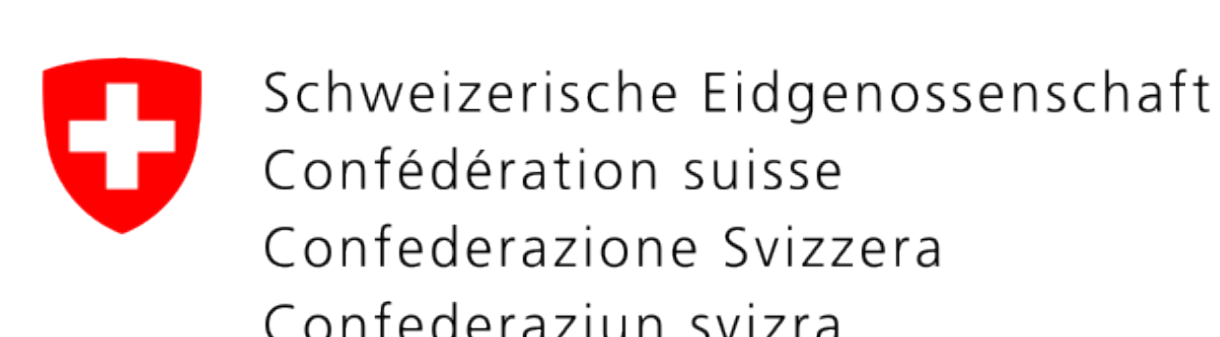 Schweizerische Eidgenossenschaft
Confédération suisse
Confederazione Svizzera
Confederaziun svizra